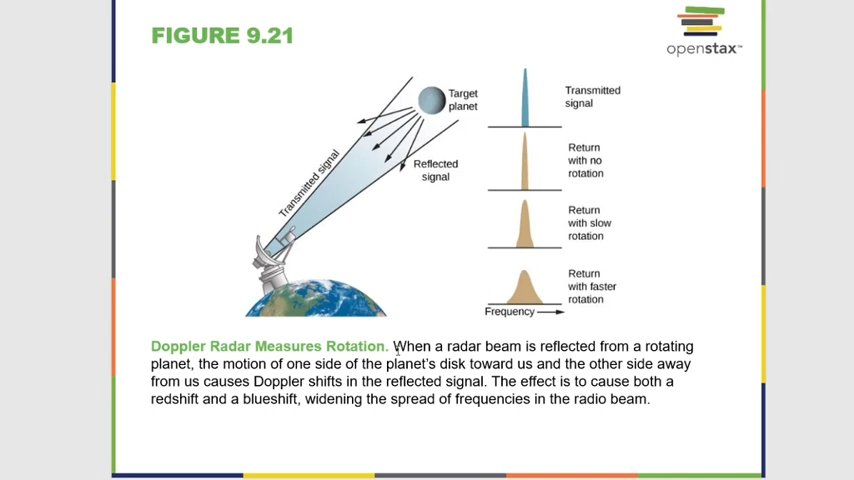 FIGURE 9.21
openstax™
Target
planet
Transmitted signal
Reflected
signal
Transmitted
signal
Return
with no
rotation
Return
with slow
rotation
Return
with faster
rotation
Frequency
Doppler Radar Measures Rotation. When a radar beam is reflected from a rotating
planet, the motion of one side of the planet's disk toward us and the other side away
from us causes Doppler shifts in the reflected signal. The effect is to cause both a
redshift and a blueshift, widening the spread of frequencies in the radio beam.